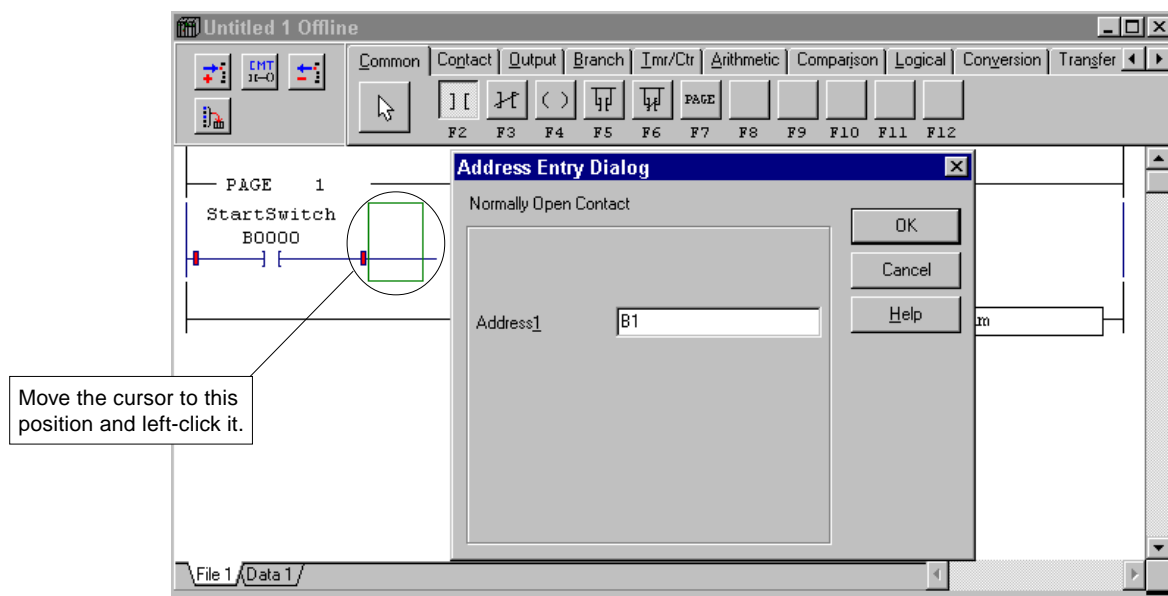 Untitled 1 Offline
CMT
Common Contact Output Branch Tmr/Ctr Arithmetic Comparison Logical Conversion Transfer
PAGE
F2 F3 F4 F5 F6 F7 F8 F9 F10 F11 F12
PAGE 1
StartSwitch
B0000
Address Entry Dialog
Normally Open Contact
Address1
B1
OK
Cancel
Help
m
Move the cursor to this
position and left-click it.
File 1 Data 1